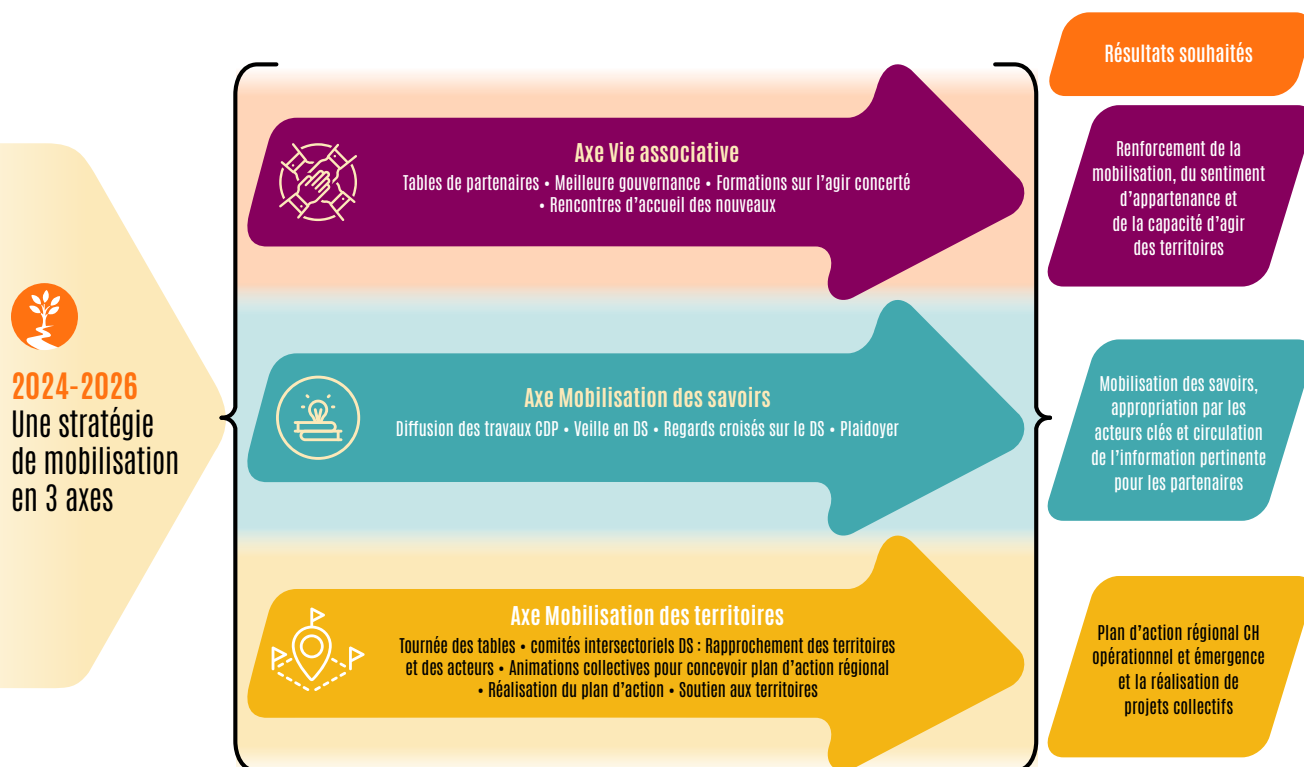 2024-2026
Une stratégie
de mobilisation
en 3 axes
Axe Vie associative
Tables de partenaires • Meilleure gouvernance • Formations sur l’agir concerté
• Rencontres d’accueil des nouveaux
Axe Mobilisation des savoirs
Diffusion des travaux CDP • Veille en DS • Regards croisés sur le DS • Plaidoyer
Axe Mobilisation des territoires
Tournée des tables • comités intersectoriels DS : Rapprochement des territoires
et des acteurs • Animations collectives pour concevoir plan d’action régional
• Réalisation du plan d’action • Soutien aux territoires
Résultats souhaités
Renforcement de la
mobilisation, du sentiment
d’appartenance et
de la capacité d’agir
des territoires
Mobilisation des savoirs,
appropriation par les
acteurs clés et circulation
de l’information pertinente
pour les partenaires
Plan d’action régional CH
opérationnel et émergence
et la réalisation de
projets collectifs